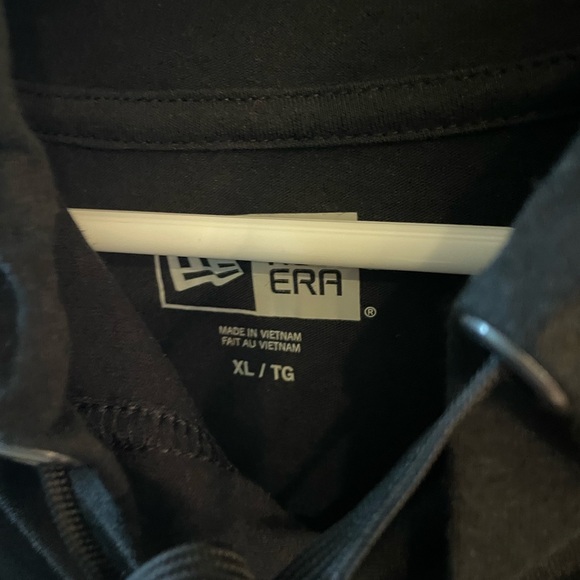 ERA
®
MADE IN VIETNAM
FAIT AU VIETNAM
XL / TG